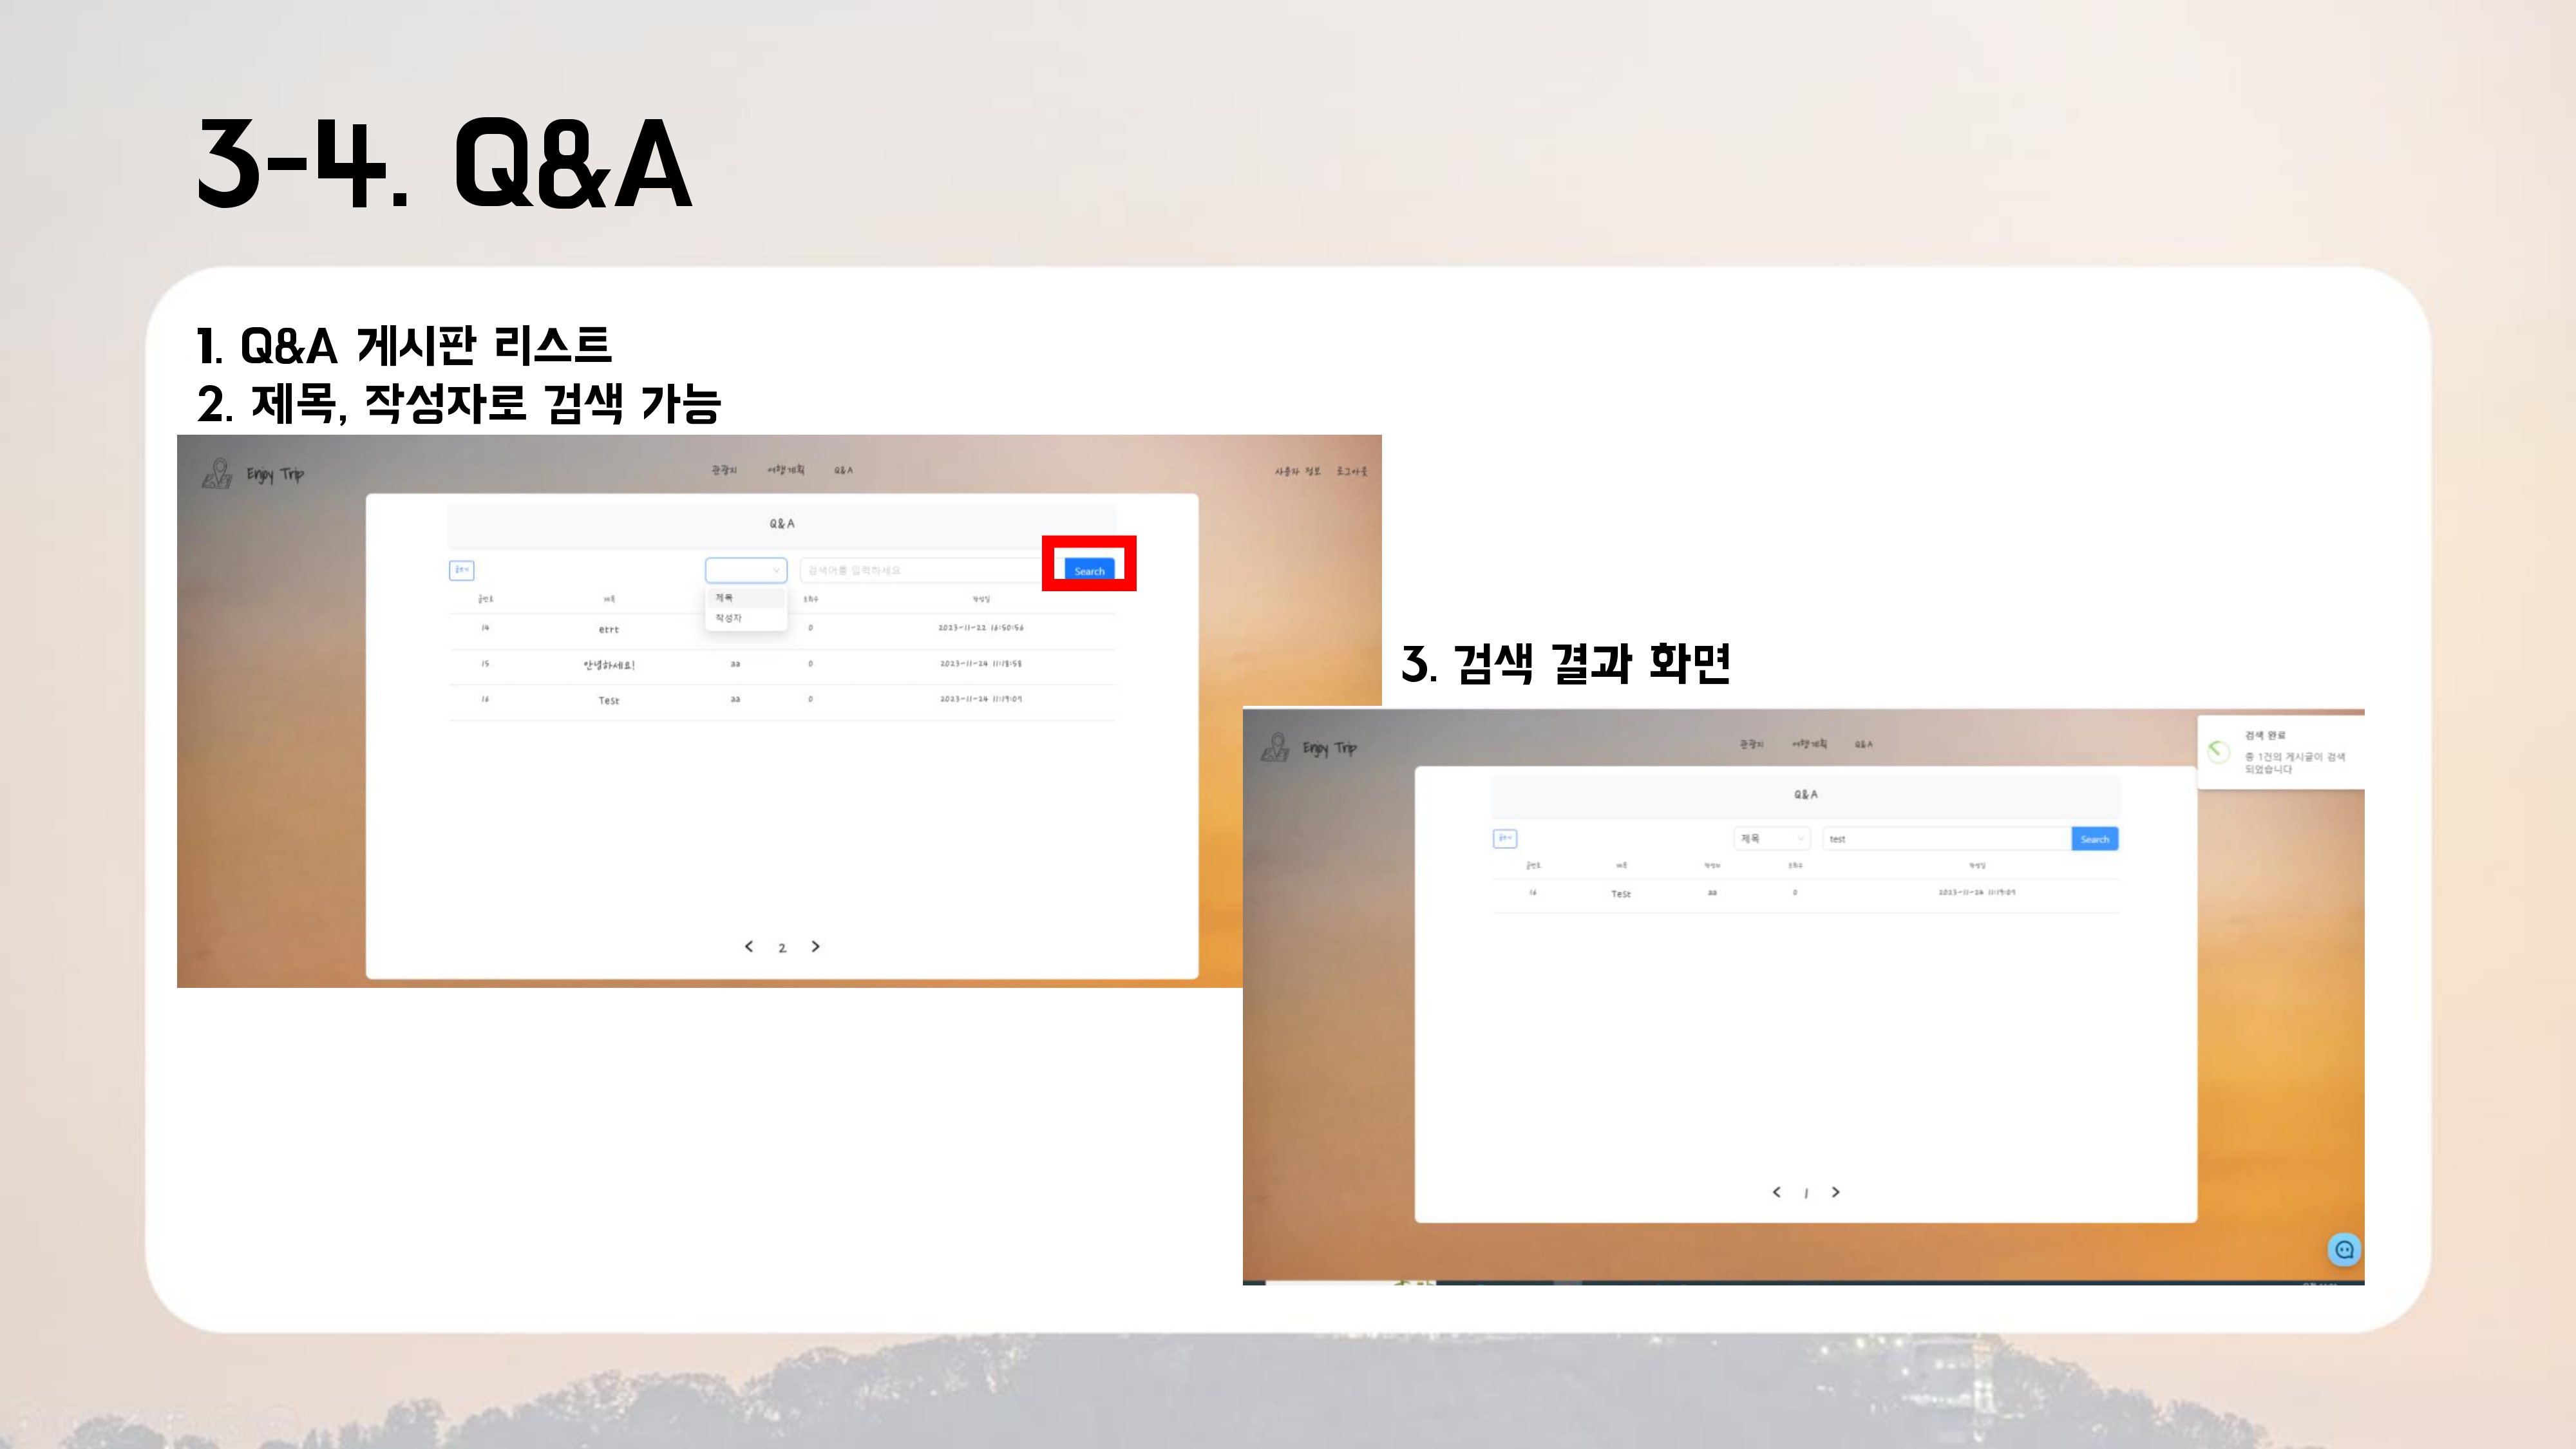 3-4. Q&A
1. Q&A 게시판 리스트
2. 제목, 작성자로 검색 가능
Enjoy Trip
관광지 여행계획 Q&A
사용자 정보 로그아웃
Q&A
글쓰기
검색어를 입력하세요
Search
글번호 제목 조회수 작성일
제목
작성자
14 etrt 0 2023-11-22 16:50:56
15 안녕하세요! aa 0 2023-11-24 11:18:58
16 Test aa 0 2023-11-24 11:19:09
< 2 >
3. 검색 결과 화면
Enjoy Trip
관광지 여행계획 Q&A
검색 완료
총 1건의 게시글이 검색
되었습니다
Q&A
글쓰기
제목
test
Search
글번호 제목 작성자 조회수 작성일
16 Test aa 0 2023-11-24 11:19:09
< 1 >